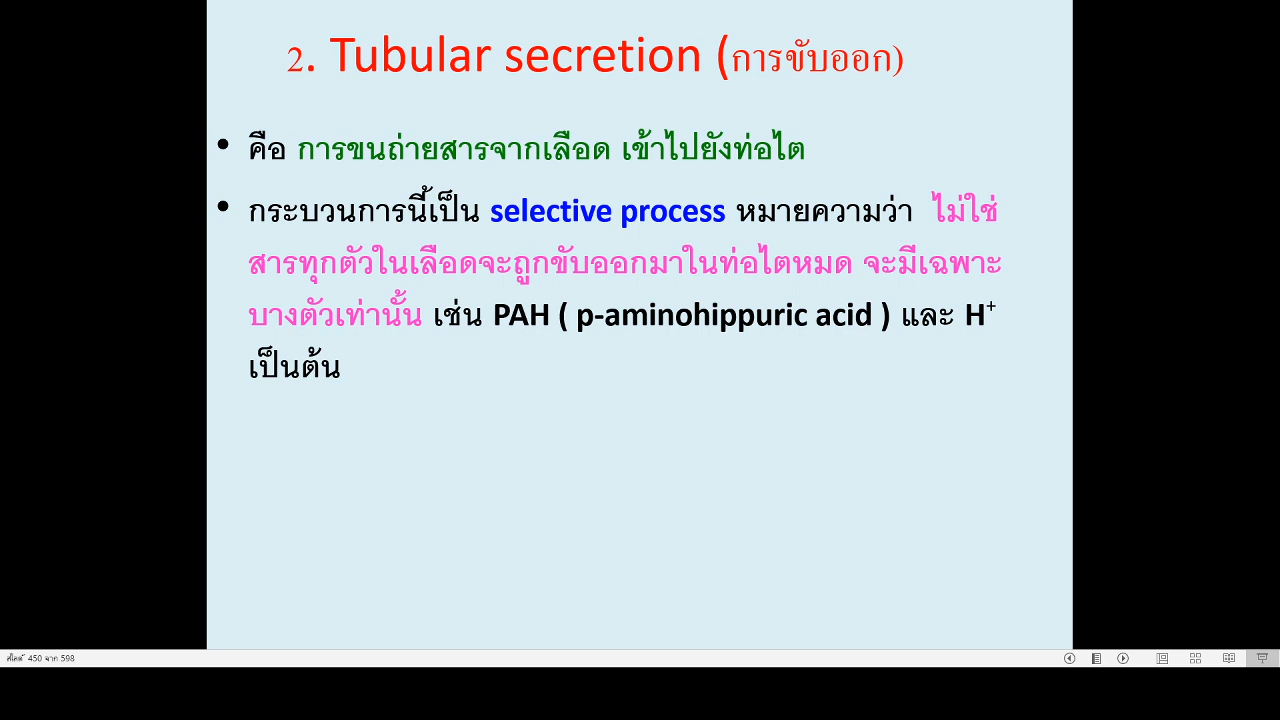 2. Tubular secretion (การขับออก)
• คือ การขนถ่ายสารจากเลือด เข้าไปยังท่อไต
• กระบวนการนี้เป็น selective process หมายความว่า ไม่ใช่
สารทุกตัวในเลือดจะถูกขับออกมาในท่อไตหมด จะมีเฉพาะ
บางตัวเท่านั้น เช่น PAH ( p-aminohippuric acid ) และ H⁺
เป็นต้น
สไลด์ 450 จาก 598